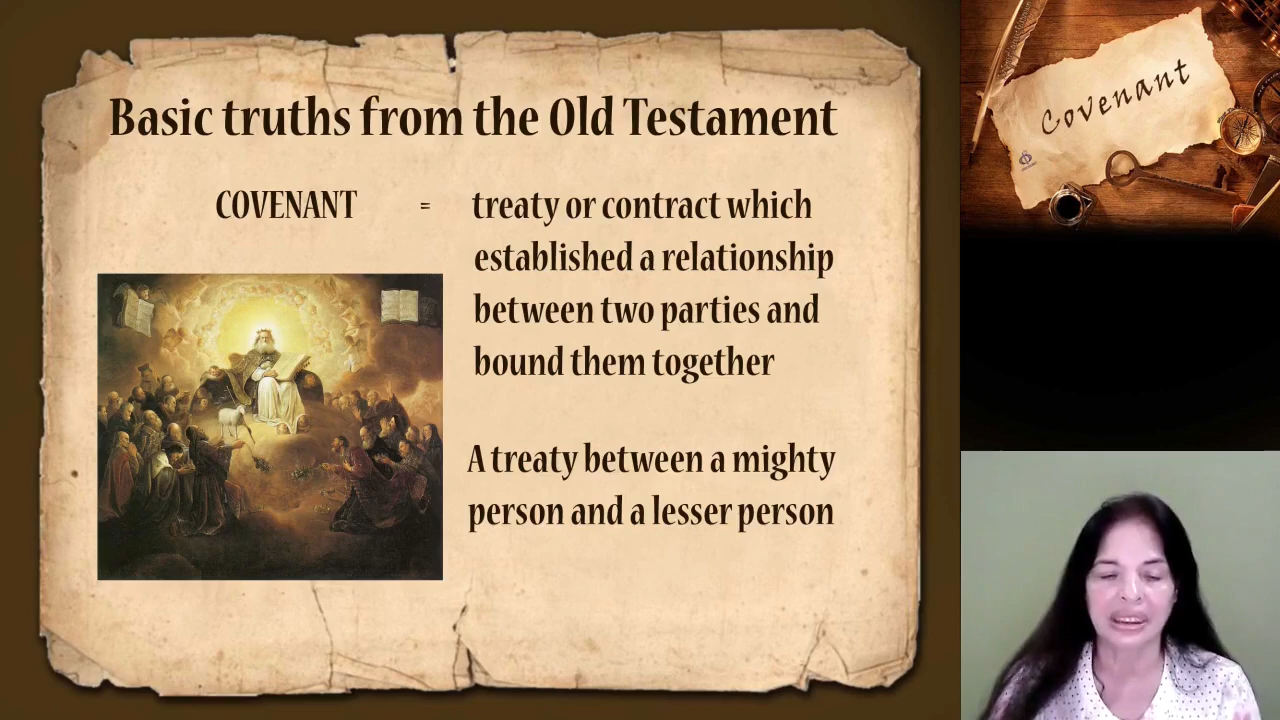 Basic truths from the Old Testament
COVENANT = treaty or contract which
established a relationship
between two parties and
bound them together
A treaty between a mighty
person and a lesser person
Covenant